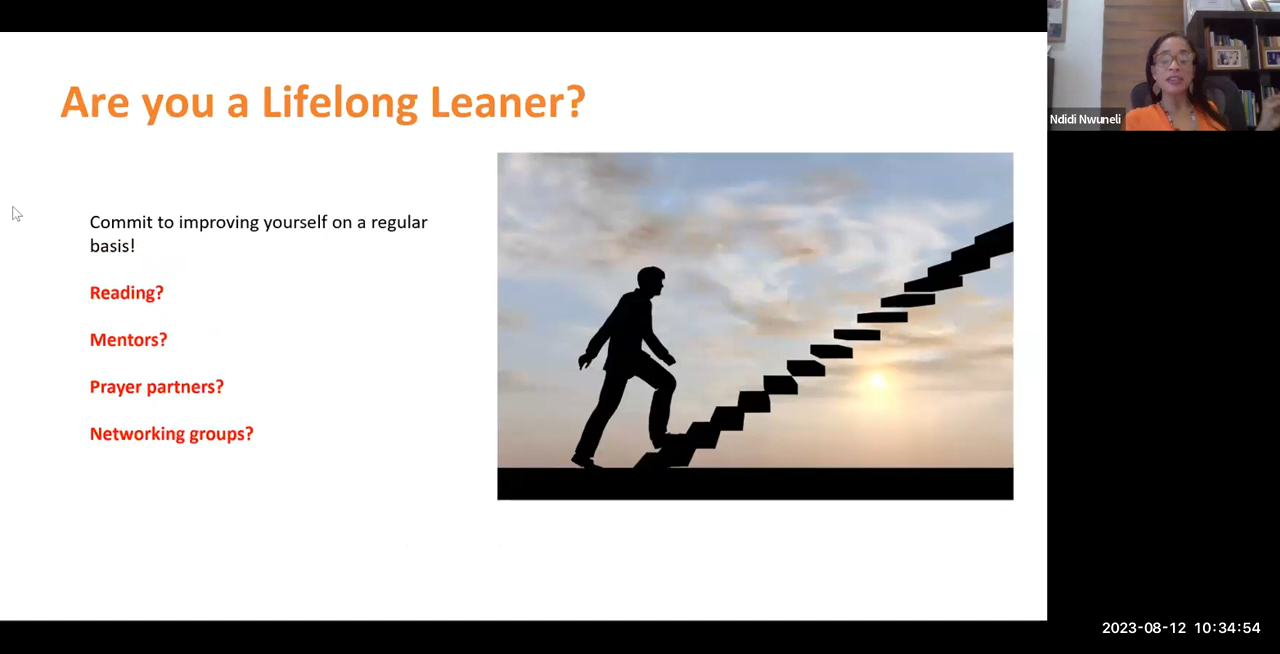 Are you a Lifelong Leaner?
Commit to improving yourself on a regular
basis!
Reading?
Mentors?
Prayer partners?
Networking groups?
Ndidi Nwuneli
2023-08-12 10:34:54